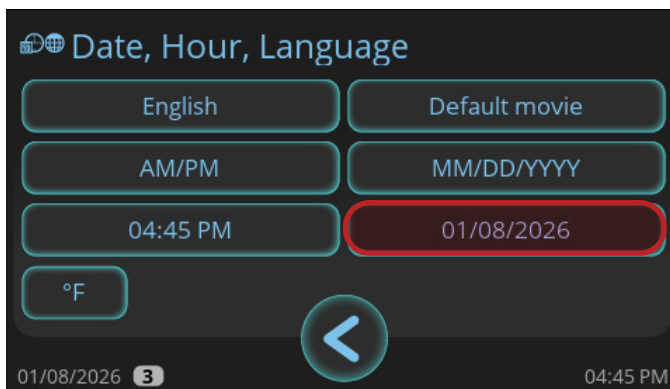 Date, Hour, Language
English Default movie
AM/PM MM/DD/YYYY
04:45 PM 01/08/2026
°F
01/08/2026 3 04:45 PM